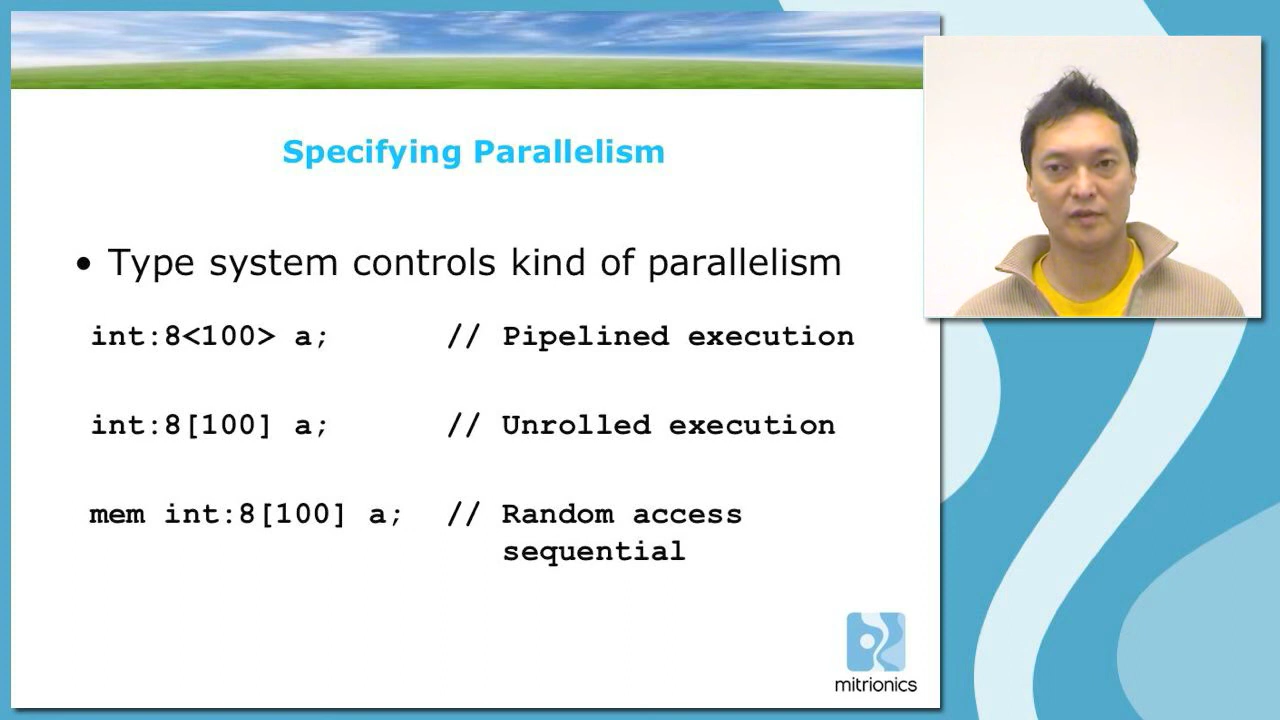 Specifying Parallelism
• Type system controls kind of parallelism
int:8<100> a; // Pipelined execution
int:8[100] a; // Unrolled execution
mem int:8[100] a; // Random access
sequential
mitrionics